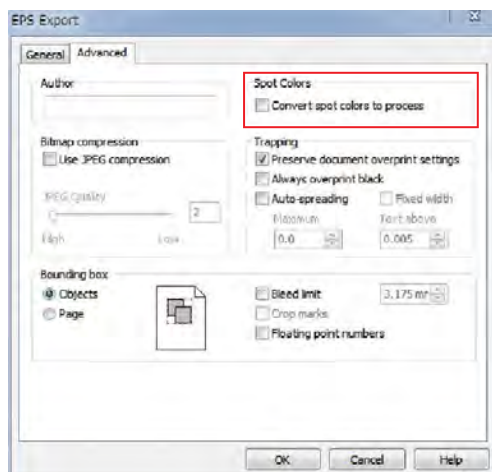 EPS Export
General Advanced
Author
Spot Colors
Convert spot colors to process
Bitmap compression
Use JPEG compression
JPEG Quality
2
High Low
Trapping
Preserve document overprint settings
Always overprint black
Auto-spreading Fixed width
Maximum Text above
0.0 0.005
Bounding box
Objects
Page
Bleed limit 3.175 mm
Crop marks
Floating point numbers
OK Cancel Help